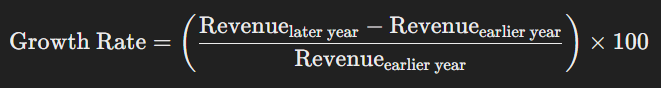 Growth Rate = ( (Revenue_later year − Revenue_earlier year) / Revenue_earlier year ) × 100